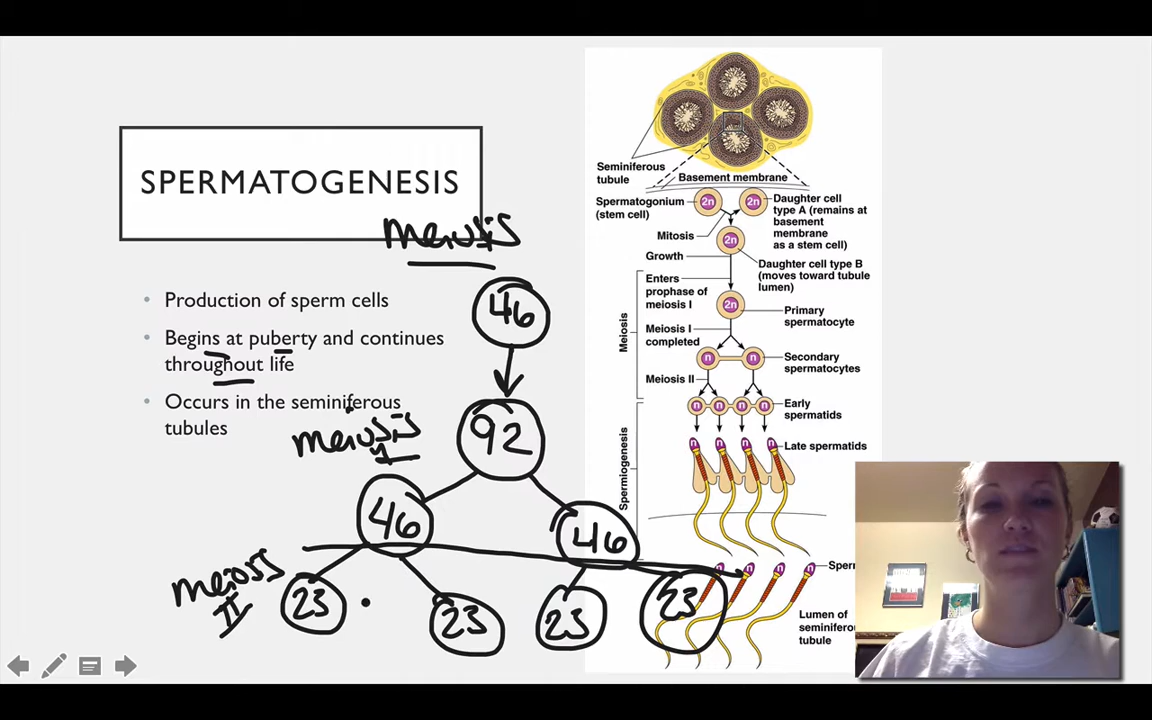 SPERMATOGENESIS
meiosis
• Production of sperm cells
• Begins at puberty and continues
throughout life
• Occurs in the seminiferous
tubules
46
92
meiosis
I
46
46
meiosis
II
23
23
23
23
Seminiferous
tubule
Basement membrane
Spermatogonium
(stem cell)
2n
2n
Daughter cell
type A (remains at
basement
membrane
as a stem cell)
Mitosis
2n
Growth
Daughter cell type B
(moves toward tubule
lumen)
Enters
prophase of
meiosis I
2n
Primary
spermatocyte
Meiosis
Meiosis I
completed
n
n
Secondary
spermatocytes
Meiosis II
n
n
n
n
Early
spermatids
Spermiogenesis
n
n
n
n
Late spermatids
n
n
n
n
Sper
Lumen of
seminiferou
tubule